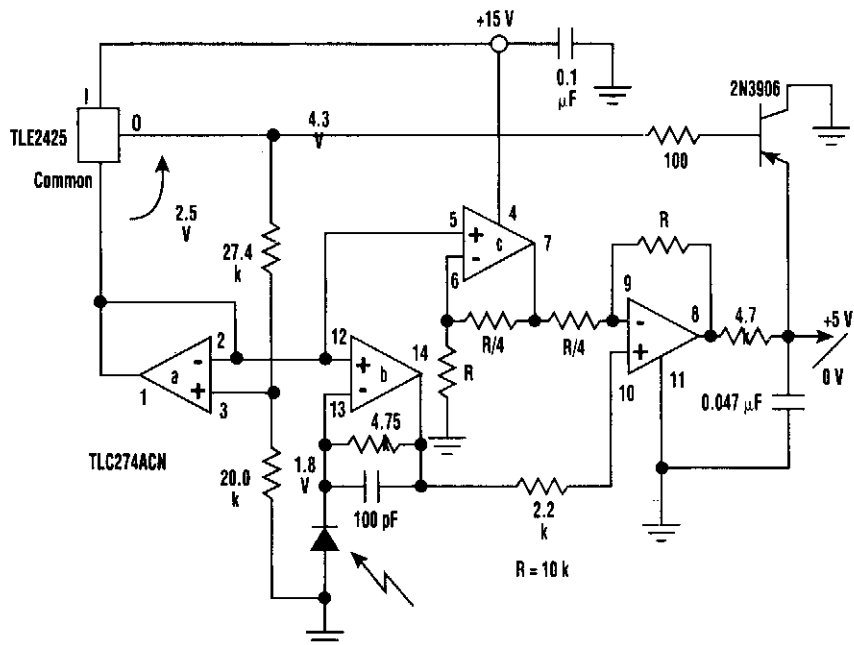 +15 V
0.1
µF
2N3906
I
TLE2425
O
4.3
V
100
Common
2.5
V
5
+
4
c
7
-
6
R
27.4
k
9
8
4.7
+5 V
0 V
R/4
R/4
-
+
10
11
0.047 µF
2
-
a
+
1
3
12
+
b
14
-
13
R
4.75
TLC274ACN
20.0
k
1.8
V
100 pF
2.2
k
R = 10 k